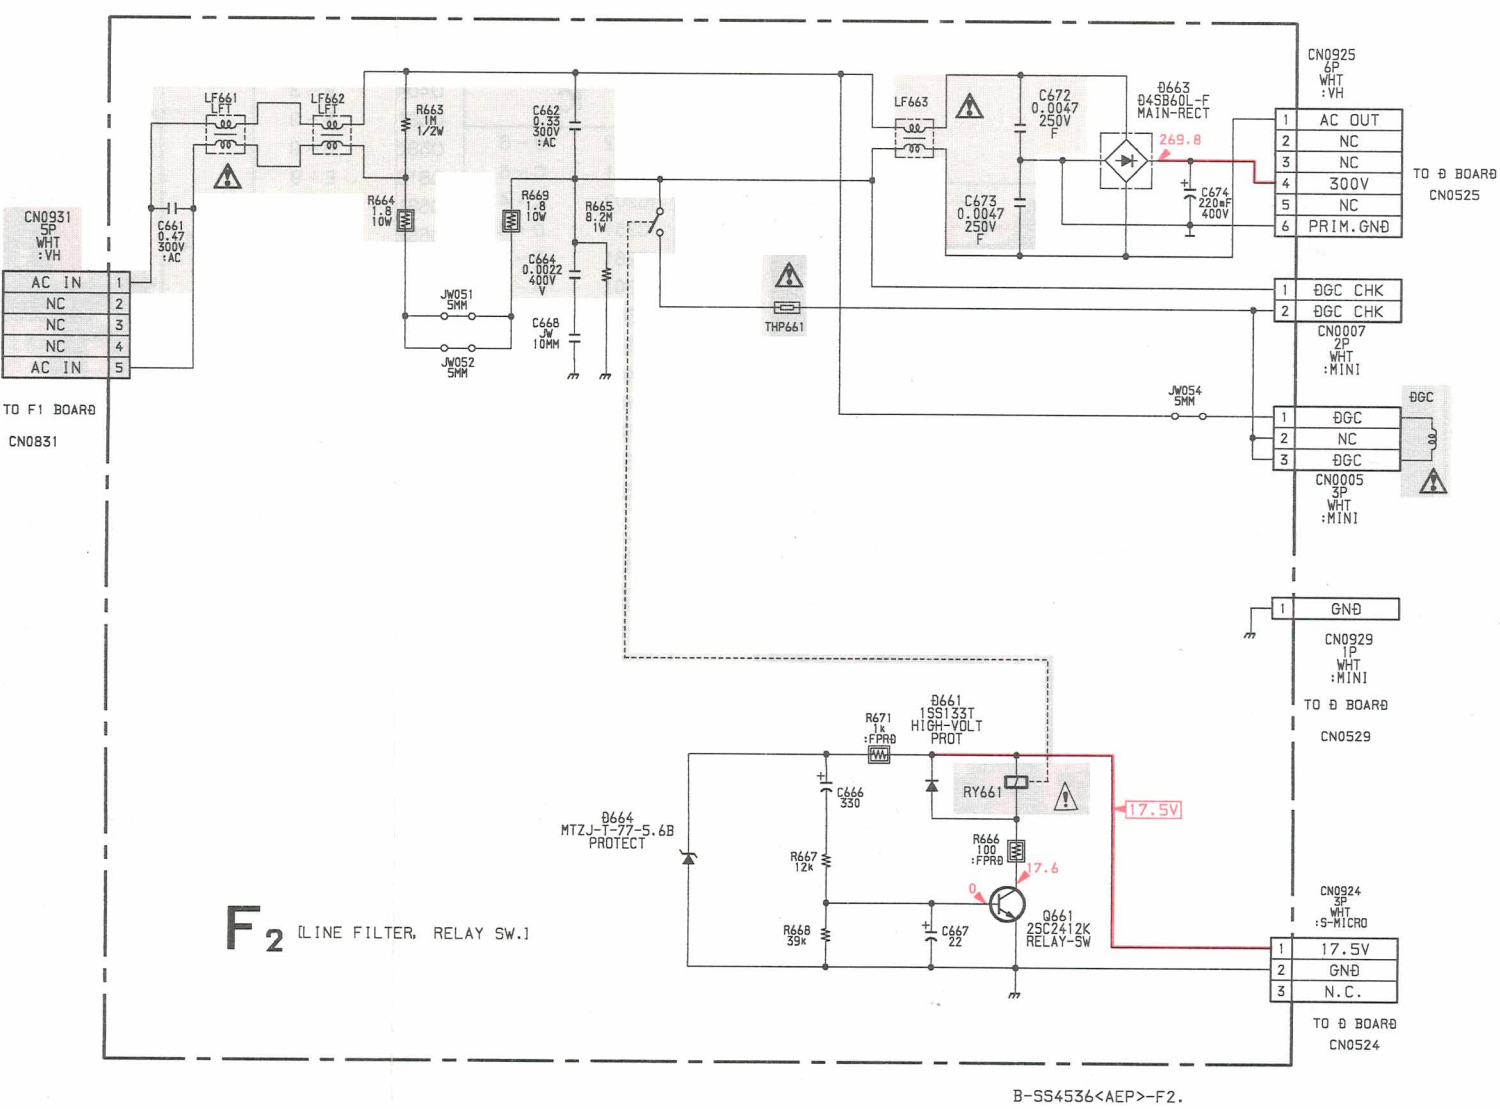 CN0931
5P
WHT
:VH
AC IN 1
NC 2
NC 3
NC 4
AC IN 5
TO F1 BOARD
CN0831
LF661
LFT
LF662
LFT
C661
0.47
300V
:AC
R663
1M
1/2W
R664
1.8
10W
C662
0.33
300V
:AC
R669
1.8
10W
R665
8.2M
1W
C664
0.0022
400V
V
C668
JW
10MM
JW051
5MM
JW052
5MM
THP661
LF663
C672
0.0047
250V
F
C673
0.0047
250V
F
D663
D4SB60L-F
MAIN-RECT
269.8
C674
220mF
400V
CN0925
6P
WHT
:VH
1 AC OUT
2 NC
3 NC
4 300V
5 NC
6 PRIM.GND
TO D BOARD
CN0525
1 DGC CHK
2 DGC CHK
CN0007
2P
WHT
:MINI
JW054
5MM
1 DGC
2 NC
3 DGC
DGC
CN0005
3P
WHT
:MINI
1 GND
CN0929
1P
WHT
:MINI
TO D BOARD
CN0529
D661
1SS133T
HIGH-VOLT
PROT
R671
1k
:FPRD
C666
330
RY661
17.5V
D664
MTZJ-T-77-5.6B
PROTECT
R667
12k
R666
100
:FPRD
17.6
0
R668
39k
C667
22
Q661
2SC2412K
RELAY-SW
CN0924
3P
WHT
:S-MICRO
1 17.5V
2 GND
3 N.C.
TO D BOARD
CN0524
F2 [LINE FILTER, RELAY SW.]
B-SS4536<AEP>-F2.